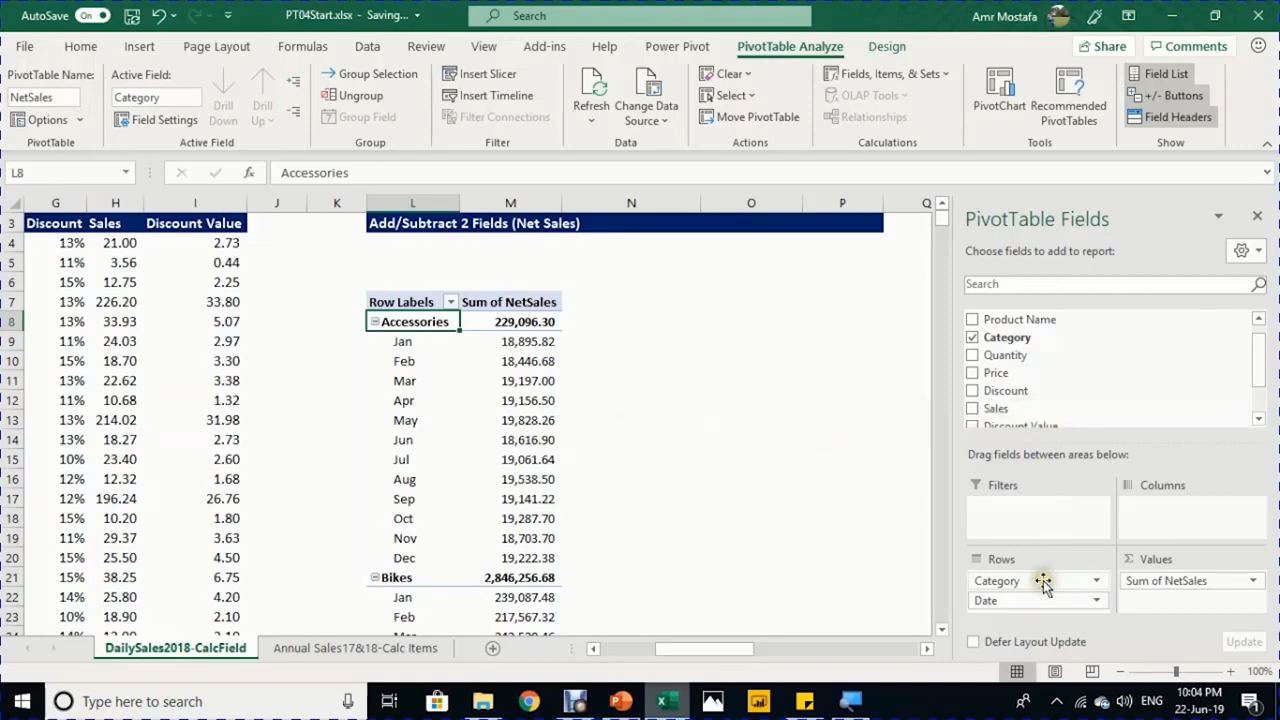 AutoSave On PT04Start.xlsx - Saving... Search Amr Mostafa
File Home Insert Page Layout Formulas Data Review View Add-ins Help Power Pivot PivotTable Analyze Design Share Comments
PivotTable Name: Active Field: Group Selection Insert Slicer Clear Fields, Items, & Sets Field List
NetSales Category Drill Down Drill Up Ungroup Insert Timeline Refresh Change Data Source Select OLAP Tools PivotChart Recommended PivotTables +/- Buttons
Options Field Settings Group Field Filter Connections Move PivotTable Relationships Field Headers
PivotTable Active Field Group Filter Data Actions Calculations Tools Show
L8 fx Accessories
G H I J K L M N O P Q
3 Discount Sales Discount Value Add/Subtract 2 Fields (Net Sales)
4 13% 21.00 2.73
5 11% 3.56 0.44
6 15% 12.75 2.25
7 13% 226.20 33.80 Row Labels Sum of NetSales
8 13% 33.93 5.07 Accessories 229,096.30
9 11% 24.03 2.97 Jan 18,895.82
10 15% 18.70 3.30 Feb 18,446.68
11 13% 22.62 3.38 Mar 19,197.00
12 11% 10.68 1.32 Apr 19,156.50
13 13% 214.02 31.98 May 19,828.26
14 13% 18.27 2.73 Jun 18,616.90
15 10% 23.40 2.60 Jul 19,061.64
16 12% 12.32 1.68 Aug 19,538.50
17 12% 196.24 26.76 Sep 19,141.22
18 15% 10.20 1.80 Oct 19,287.70
19 11% 29.37 3.63 Nov 18,703.70
20 15% 25.50 4.50 Dec 19,222.38
21 15% 38.25 6.75 Bikes 2,846,256.68
22 14% 25.80 4.20 Jan 239,087.48
23 10% 18.90 2.10 Feb 217,567.32
DailySales2018-CalcField Annual Sales17&18-Calc Items
PivotTable Fields
Choose fields to add to report:
Search
Product Name
Category
Quantity
Price
Discount
Sales
Discount Value
Drag fields between areas below:
Filters Columns
Rows Σ Values
Category Sum of NetSales
Date
Defer Layout Update Update
100%
Type here to search ENG 10:04 PM
22-Jun-19 1